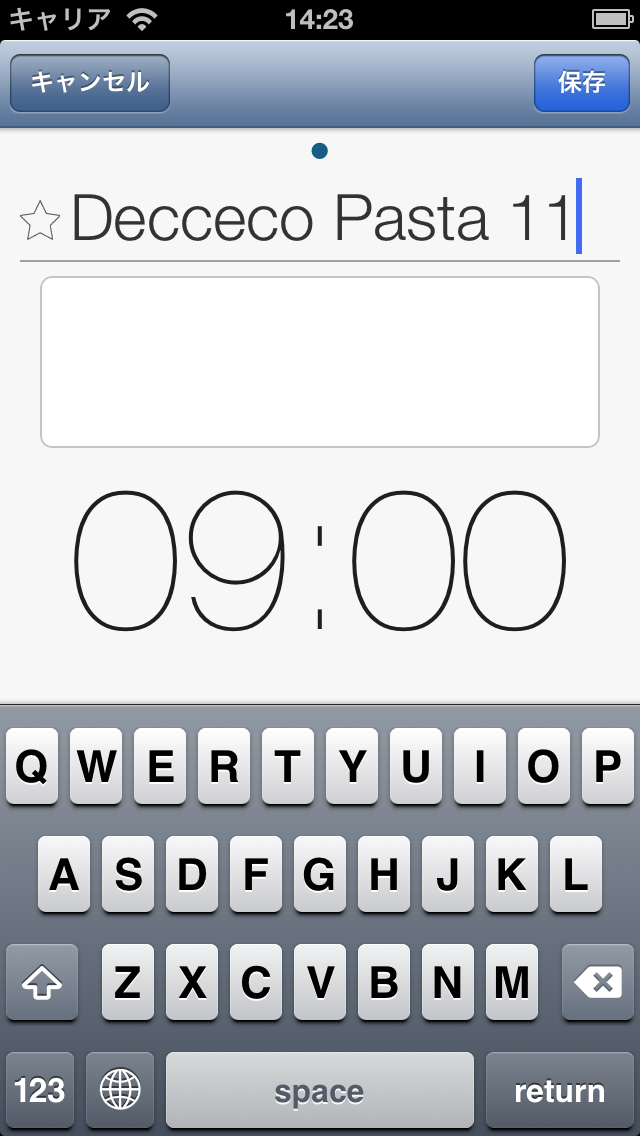 キャリア 14:23
キャンセル 保存
Decceco Pasta 11
09:00
Q W E R T Y U I O P
A S D F G H J K L
Z X C V B N M
123 space return